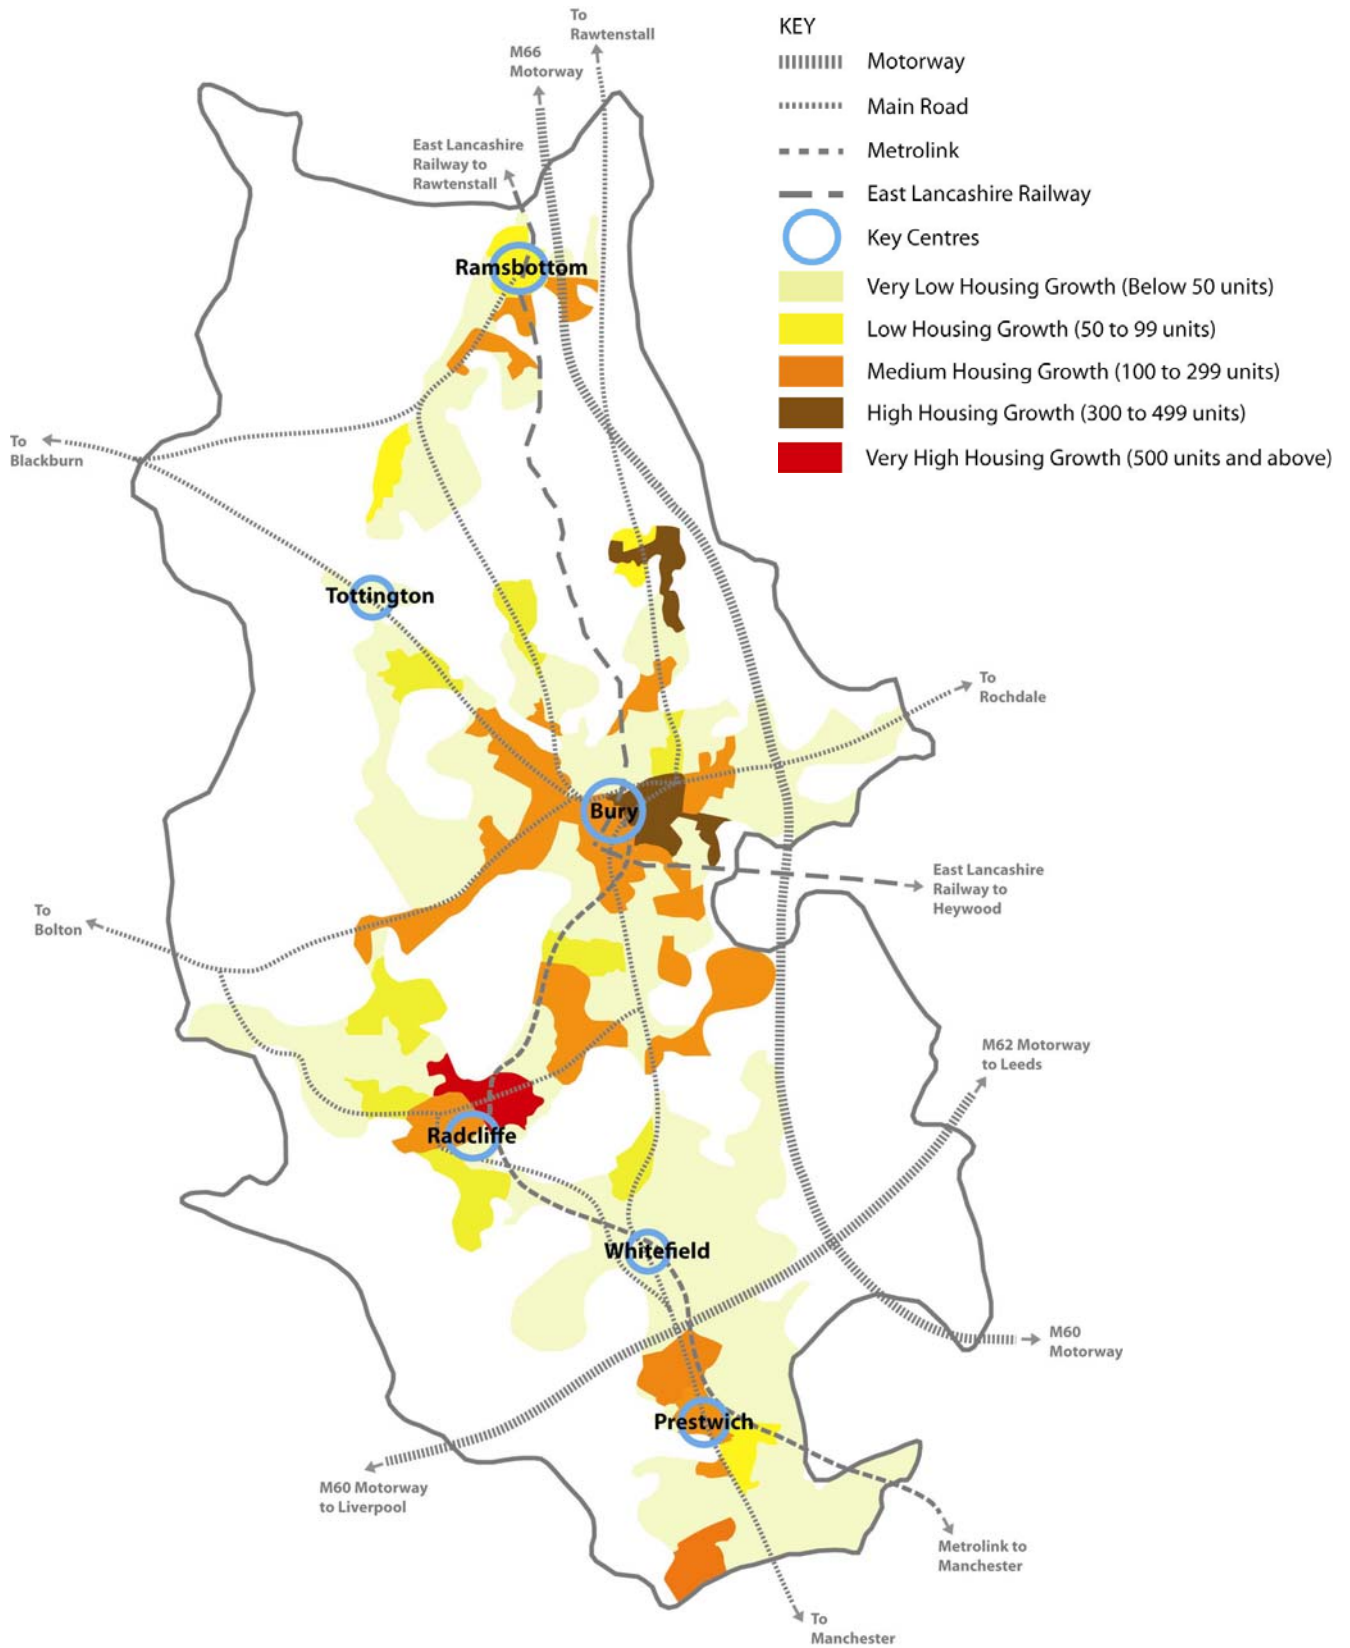 To
Rawtenstall
M66
Motorway
East Lancashire
Railway to
Rawtenstall
KEY
Motorway
Main Road
Metrolink
East Lancashire Railway
Key Centres
Very Low Housing Growth (Below 50 units)
Low Housing Growth (50 to 99 units)
Medium Housing Growth (100 to 299 units)
High Housing Growth (300 to 499 units)
Very High Housing Growth (500 units and above)
Ramsbottom
To
Blackburn
Tottington
To
Rochdale
Bury
East Lancashire
Railway to
Heywood
To
Bolton
M62 Motorway
to Leeds
Radcliffe
Whitefield
M60
Motorway
Prestwich
M60 Motorway
to Liverpool
Metrolink to
Manchester
To
Manchester